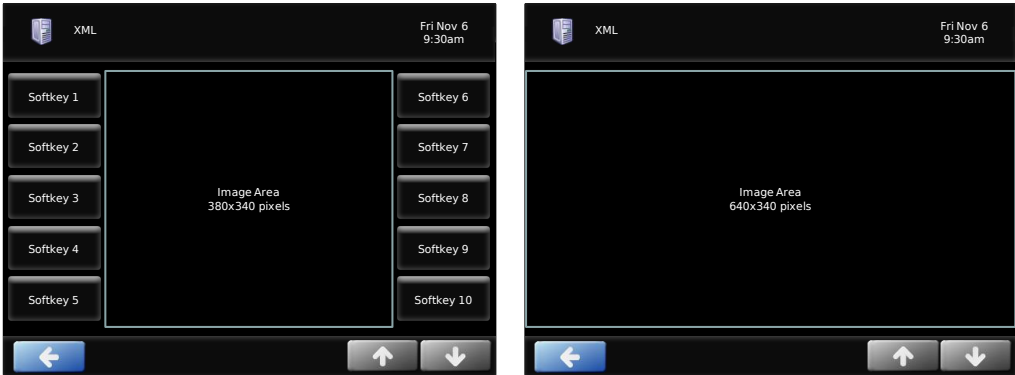 XML
Fri Nov 6
9:30am
Softkey 1
Softkey 2
Softkey 3
Softkey 4
Softkey 5
Image Area
380x340 pixels
Softkey 6
Softkey 7
Softkey 8
Softkey 9
Softkey 10
XML
Fri Nov 6
9:30am
Image Area
640x340 pixels